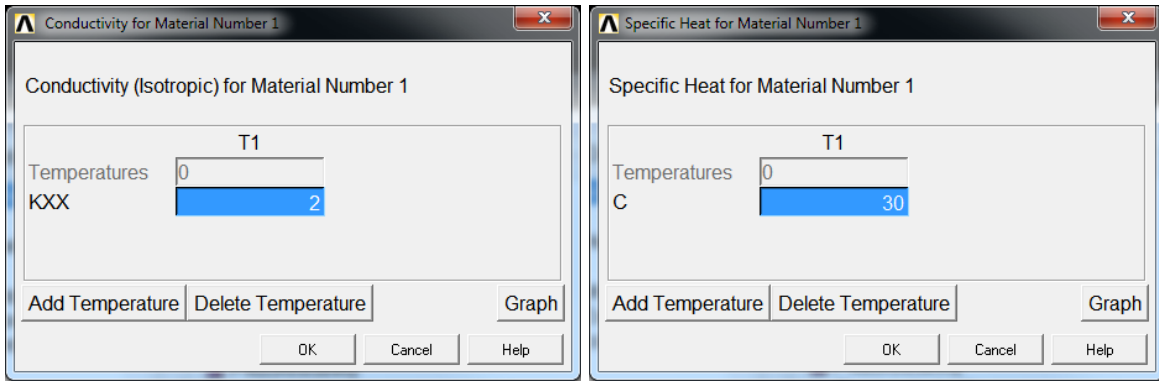 Conductivity for Material Number 1
Conductivity (Isotropic) for Material Number 1
T1
Temperatures 0
KXX 2
Add Temperature Delete Temperature Graph
OK Cancel Help
Specific Heat for Material Number 1
Specific Heat for Material Number 1
T1
Temperatures 0
C 30
Add Temperature Delete Temperature Graph
OK Cancel Help